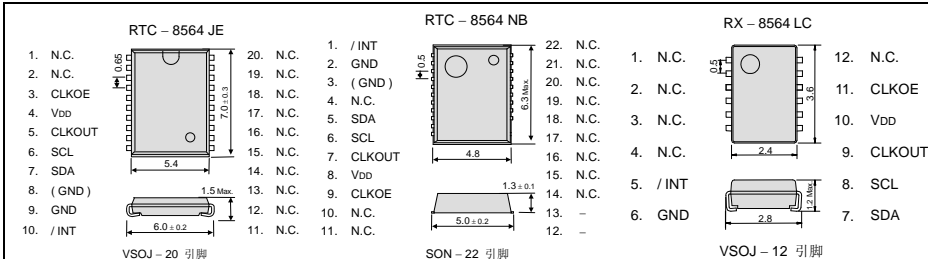 RTC – 8564 JE
1. N.C.
2. N.C.
3. CLKOE
4. VDD
5. CLKOUT
6. SCL
7. SDA
8. ( GND )
9. GND
10. / INT
0.65
7.0 ± 0.3
5.4
1.5 Max.
6.0 ± 0.2
20. N.C.
19. N.C.
18. N.C.
17. N.C.
16. N.C.
15. N.C.
14. N.C.
13. N.C.
12. N.C.
11. N.C.
VSOJ – 20 引脚
RTC – 8564 NB
1. / INT
2. GND
3. ( GND )
4. N.C.
5. SDA
6. SCL
7. CLKOUT
8. VDD
9. CLKOE
10. N.C.
11. N.C.
0.5
6.3 Max.
4.8
1.3 ± 0.1
5.0 ± 0.2
22. N.C.
21. N.C.
20. N.C.
19. N.C.
18. N.C.
17. N.C.
16. N.C.
15. N.C.
14. N.C.
13. –
12. –
SON – 22 引脚
RX – 8564 LC
1. N.C.
2. N.C.
3. N.C.
4. N.C.
5. / INT
6. GND
0.5
3.6
2.4
1.2 Max.
2.8
12. N.C.
11. CLKOE
10. VDD
9. CLKOUT
8. SCL
7. SDA
VSOJ – 12 引脚